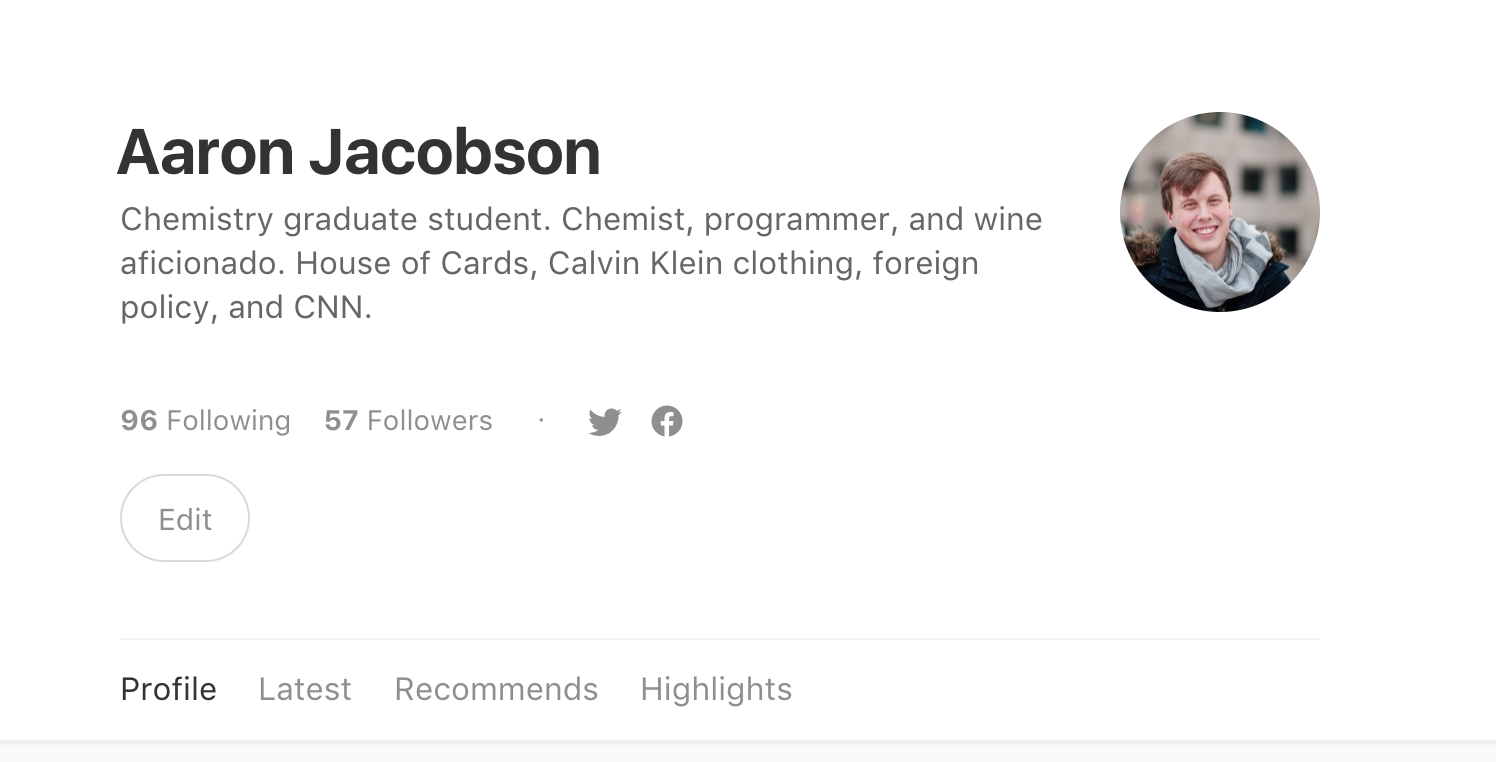 Aaron Jacobson
Chemistry graduate student. Chemist, programmer, and wine
aficionado. House of Cards, Calvin Klein clothing, foreign
policy, and CNN.
96 Following 57 Followers ·
Edit
Profile Latest Recommends Highlights